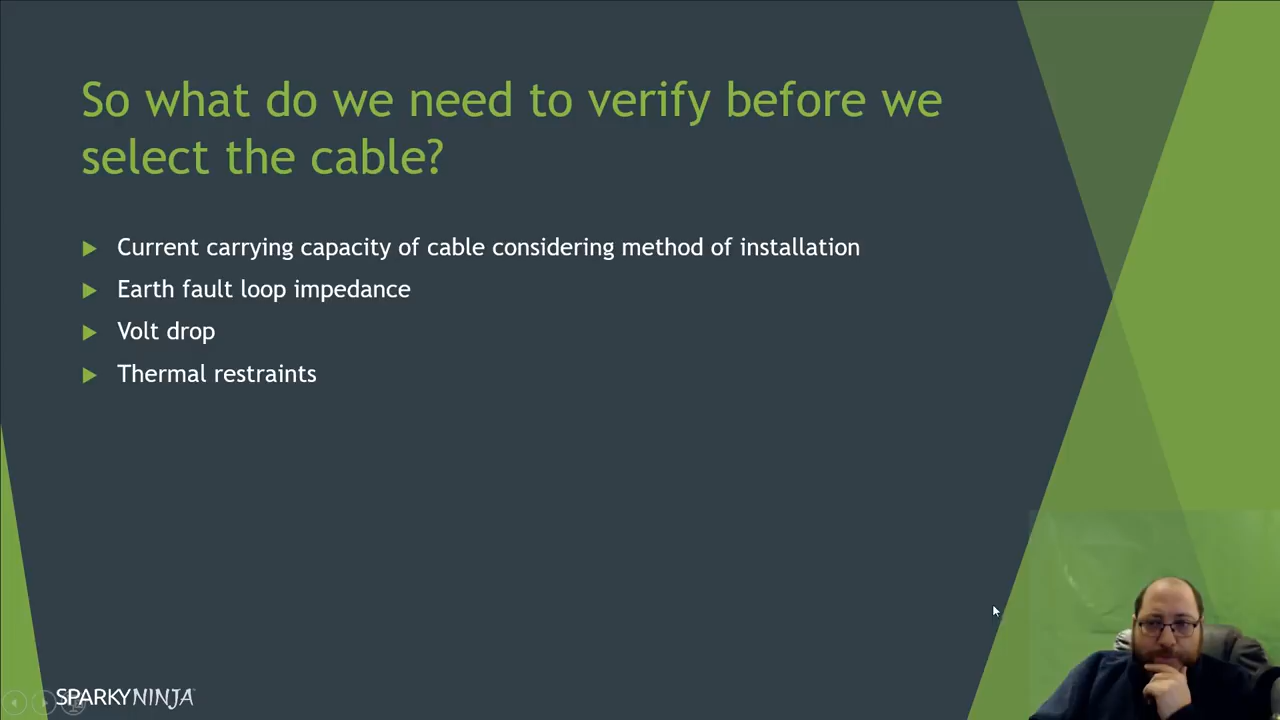 So what do we need to verify before we
select the cable?
Current carrying capacity of cable considering method of installation
Earth fault loop impedance
Volt drop
Thermal restraints
SPARKYNINJA